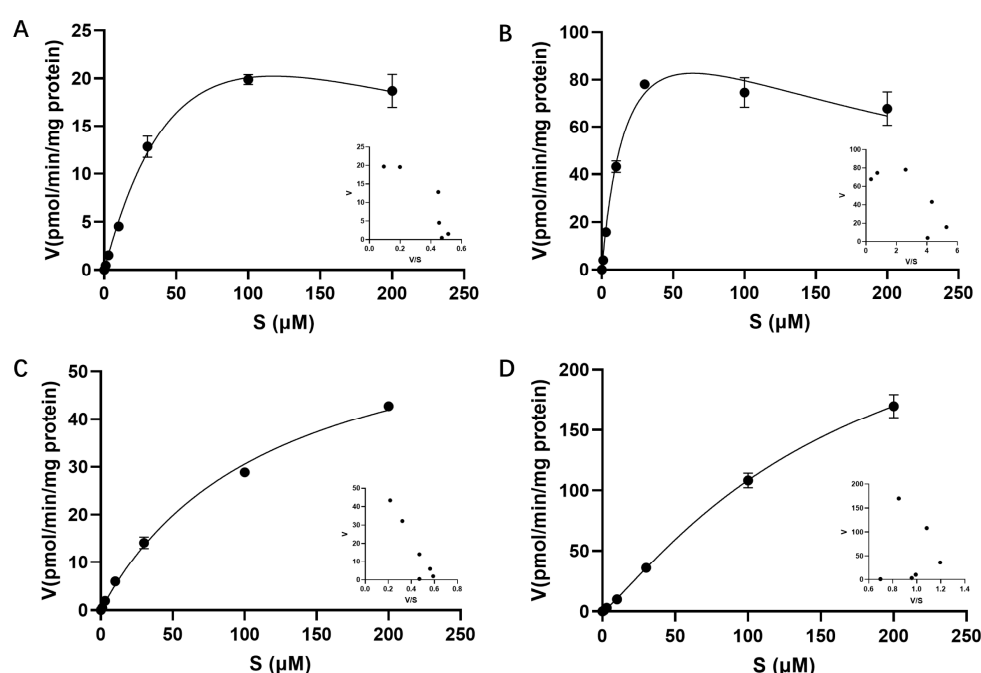 A
V(pmol/min/mg protein)
25
20
15
10
5
0
0 50 100 150 200 250
S (µM)
V
25
20
15
10
5
0
0.0 0.2 0.4 0.6
V/S
B
V(pmol/min/mg protein)
100
80
60
40
20
0
0 50 100 150 200 250
S (µM)
V
100
80
60
40
20
0
0 2 4 6
V/S
C
V(pmol/min/mg protein)
50
40
30
20
10
0
0 50 100 150 200 250
S (µM)
V
50
40
30
20
10
0
0.0 0.2 0.4 0.6 0.8
V/S
D
V(pmol/min/mg protein)
200
150
100
50
0
0 50 100 150 200 250
S (µM)
V
200
150
100
50
0
0.6 0.8 1.0 1.2 1.4
V/S